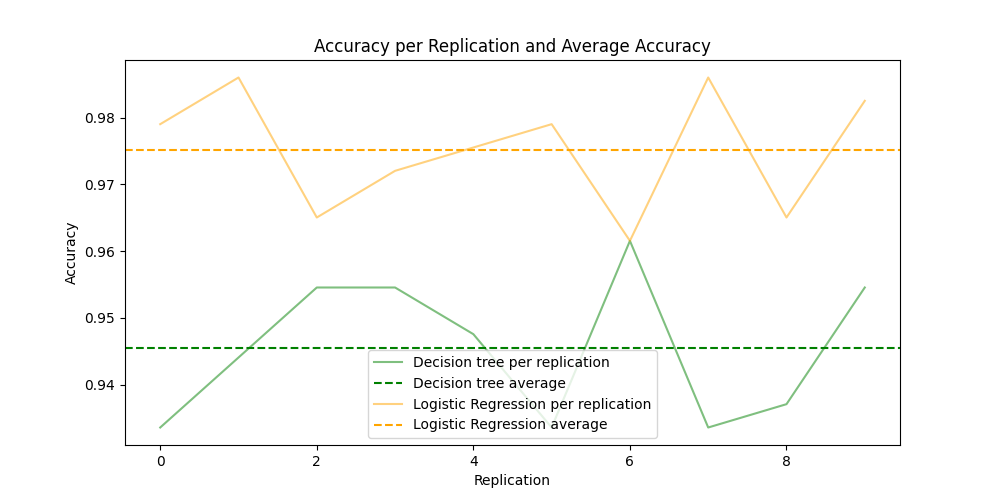 Accuracy per Replication and Average Accuracy
Accuracy
0.98
0.97
0.96
0.95
0.94
Decision tree per replication
Decision tree average
Logistic Regression per replication
Logistic Regression average
0 2 4 6 8
Replication